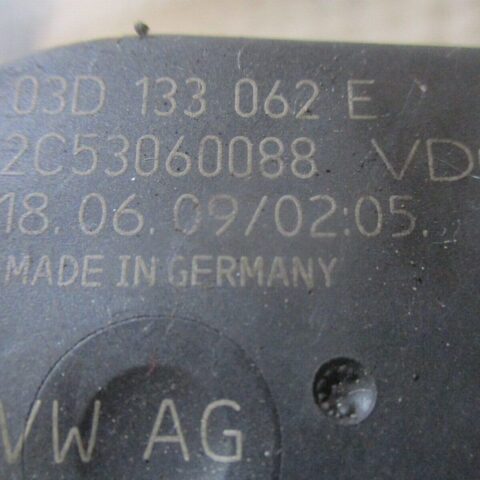 03D 133 062 E
2C53060088 VD
18.06.09/02:05.
MADE IN GERMANY
VW AG